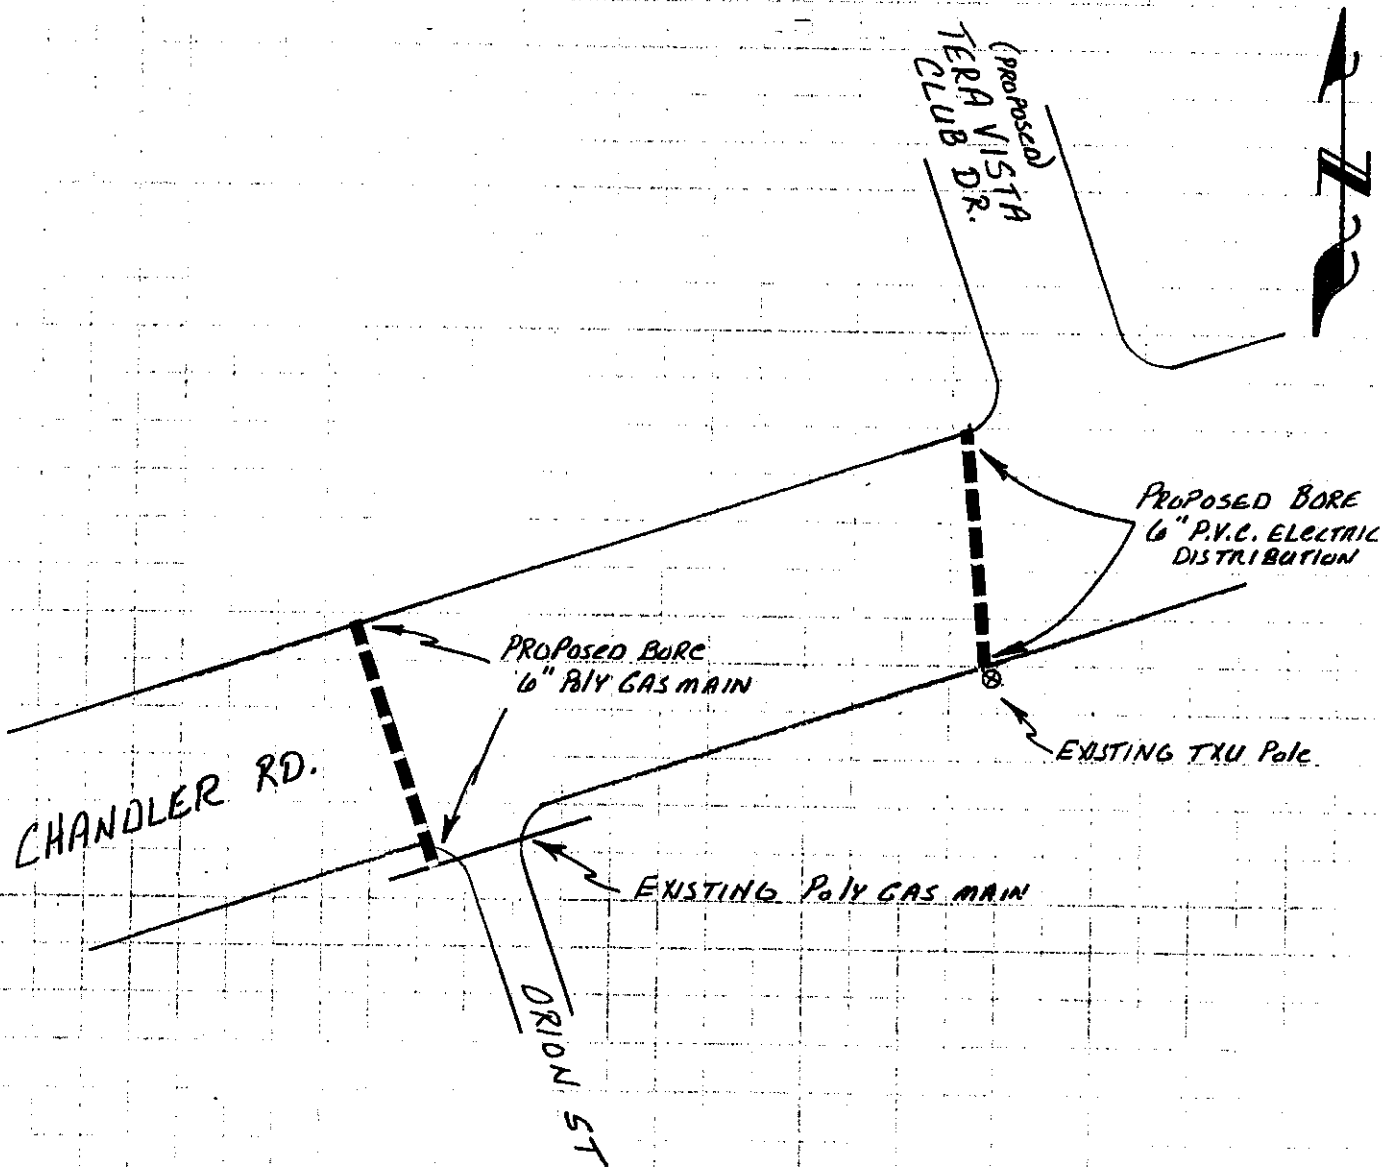 (PROPOSED)
TERA VISTA
CLUB DR.
N
PROPOSED BORE
6" P.V.C. ELECTRIC
DISTRIBUTION
PROPOSED BORE
6" POLY GAS MAIN
EXISTING TXU Pole
CHANDLER RD.
EXISTING POLY GAS MAIN
ORION ST